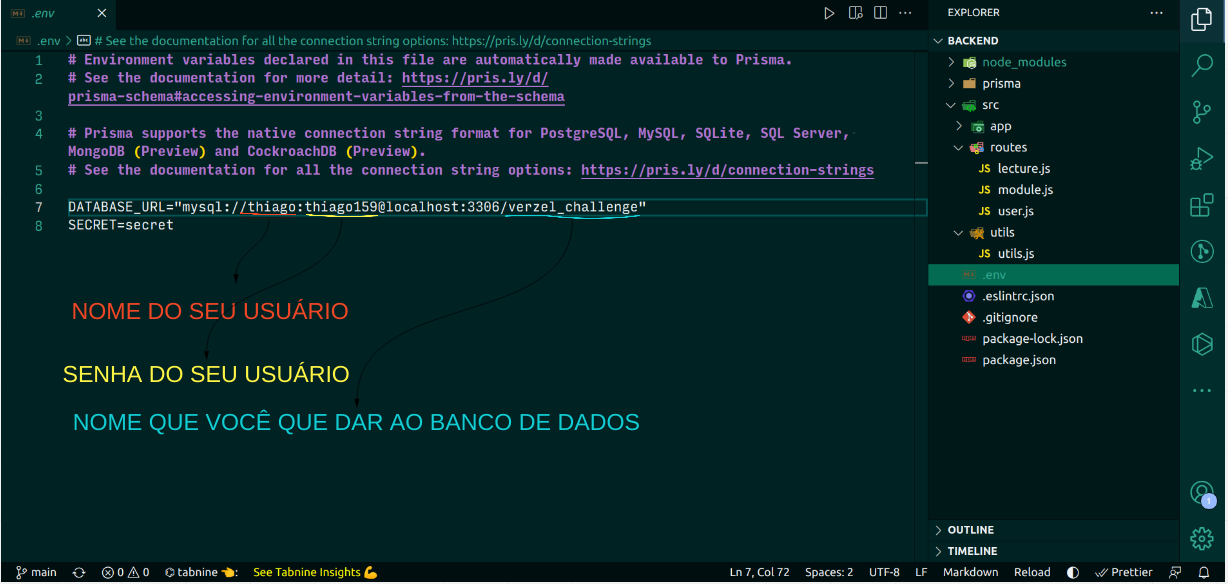 .env
EXPLORER
.env > # See the documentation for all the connection string options: https://pris.ly/d/connection-strings
BACKEND
1 # Environment variables declared in this file are automatically made available to Prisma.
2 # See the documentation for more detail: https://pris.ly/d/
prisma-schema#accessing-environment-variables-from-the-schema
3
4 # Prisma supports the native connection string format for PostgreSQL, MySQL, SQLite, SQL Server,
MongoDB (Preview) and CockroachDB (Preview).
5 # See the documentation for all the connection string options: https://pris.ly/d/connection-strings
6
7 DATABASE_URL="mysql://thiago:thiago159@localhost:3306/verzel_challenge"
8 SECRET=secret
NOME DO SEU USUÁRIO
SENHA DO SEU USUÁRIO
NOME QUE VOCÊ QUE DAR AO BANCO DE DADOS
node_modules
prisma
src
app
routes
JS lecture.js
JS module.js
JS user.js
utils
JS utils.js
.env
.eslintrc.json
.gitignore
package-lock.json
package.json
1
OUTLINE
TIMELINE
main 0 0 tabnine : See Tabnine Insights Ln 7, Col 72 Spaces: 2 UTF-8 LF Markdown Reload Prettier